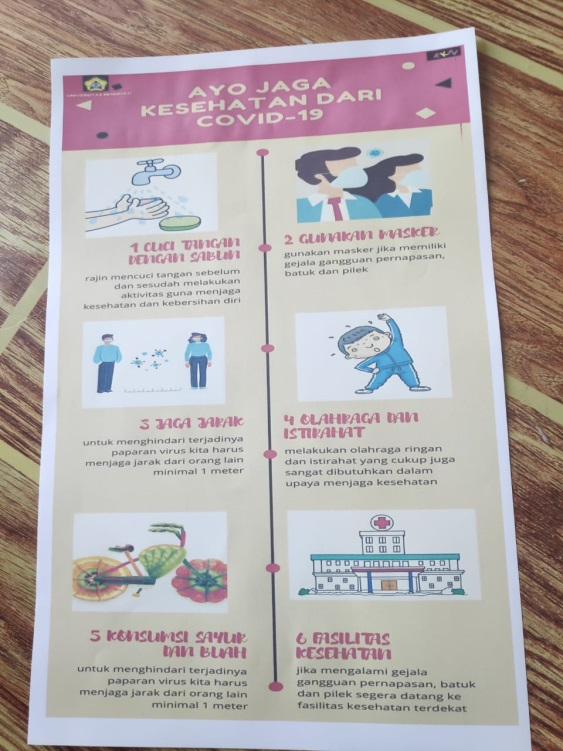 AYO JAGA
KESEHATAN DARI
COVID-19
1 CUCI TANGAN
DENGAN SABUN
rajin mencuci tangan sebelum
dan sesudah melakukan
aktivitas guna menjaga
kesehatan dan kebersihan diri
2 GUNAKAN MASKER
gunakan masker jika memiliki
gejala gangguan pernapasan,
batuk dan pilek
3 JAGA JARAK
untuk menghindari terjadinya
paparan virus kita harus
menjaga jarak dari orang lain
minimal 1 meter
4 OLAHRAGA DAN
ISTIRAHAT
melakukan olahraga ringan
dan istirahat yang cukup juga
sangat dibutuhkan dalam
upaya menjaga kesehatan
5 KONSUMSI SAYUR
DAN BUAH
untuk menghindari terjadinya
paparan virus kita harus
menjaga jarak dari orang lain
minimal 1 meter
6 FASILITAS
KESEHATAN
jika mengalami gejala
gangguan pernapasan, batuk
dan pilek segera datang ke
fasilitas kesehatan terdekat